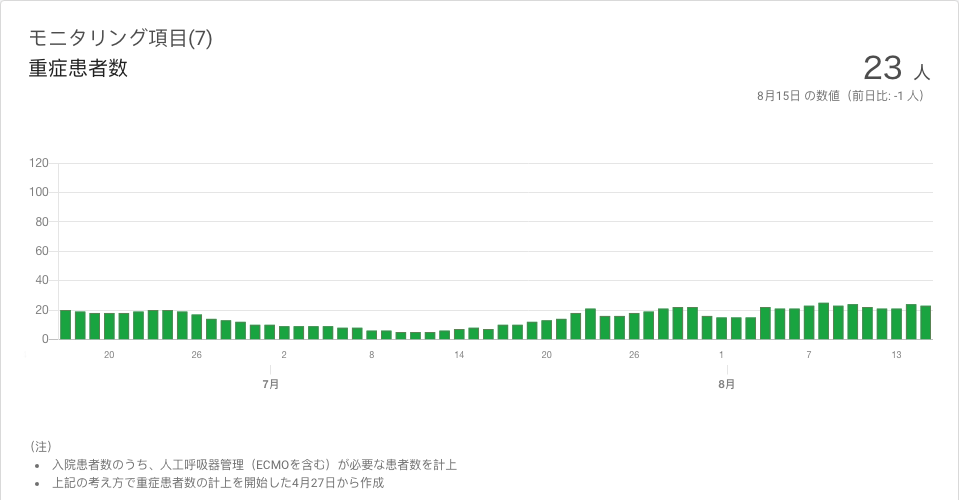 モニタリング項目(7)
重症患者数
23 人
8月15日 の数値（前日比: -1 人）
120
100
80
60
40
20
0
20 26 2 8 14 20 26 1 7 13
7月 8月
（注）
• 入院患者数のうち、人工呼吸器管理（ECMOを含む）が必要な患者数を計上
• 上記の考え方で重症患者数の計上を開始した4月27日から作成